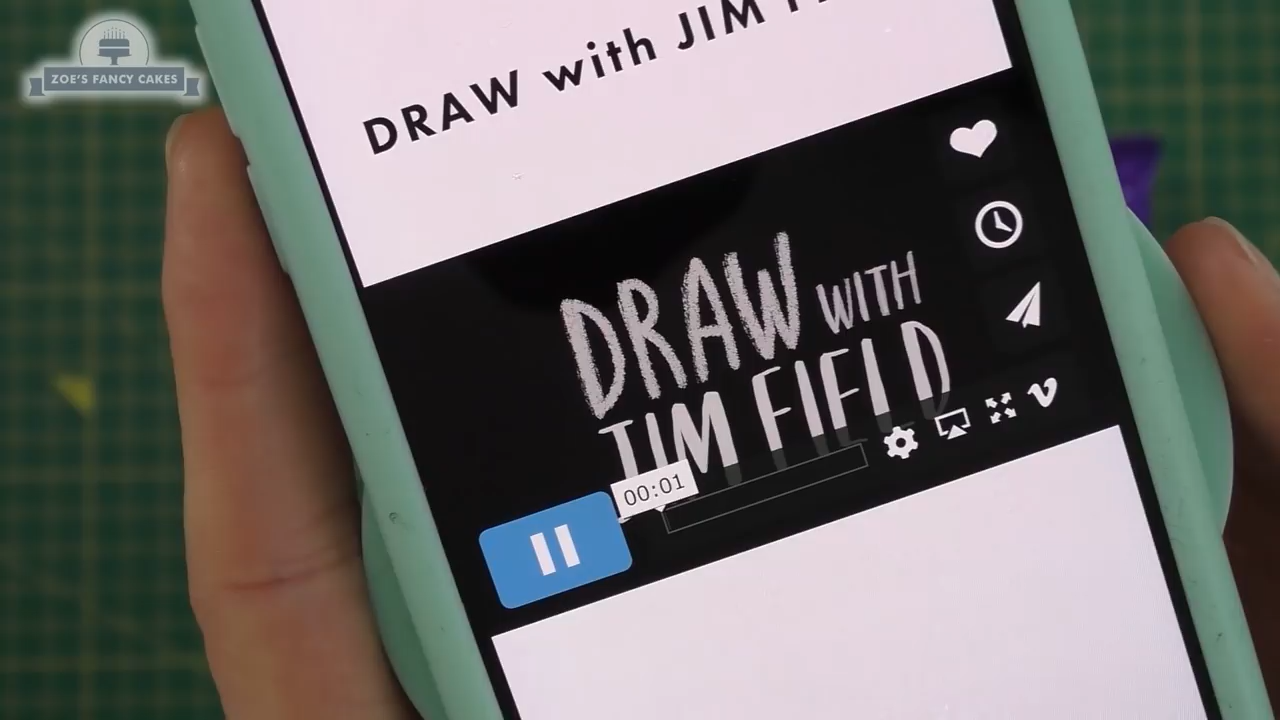 ZOE'S FANCY CAKES
DRAW with JIM
DRAW WITH
JIM FIELD
00:01